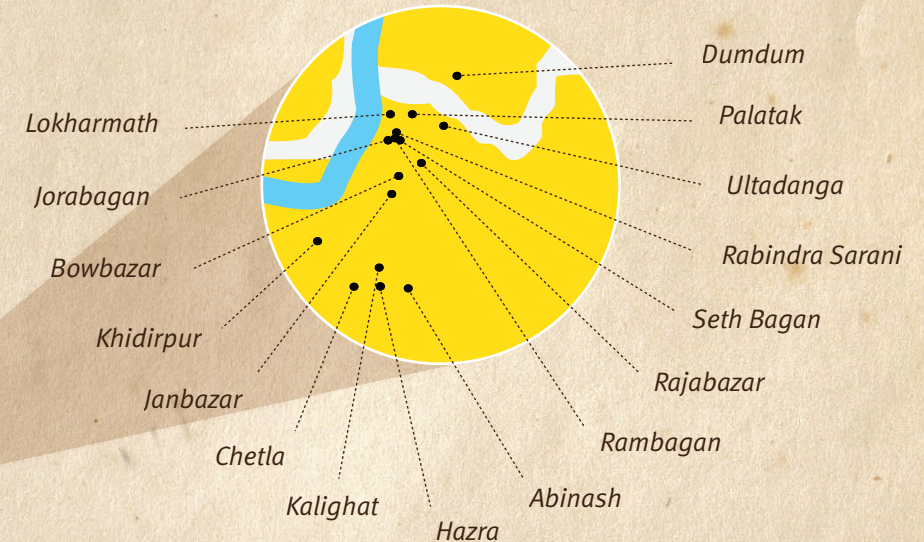 Dumdum
Lokharmath
Palatak
Jorabagan
Ultadanga
Bowbazar
Rabindra Sarani
Khidirpur
Seth Bagan
Janbazar
Rajabazar
Chetla
Rambagan
Kalighat
Abinash
Hazra